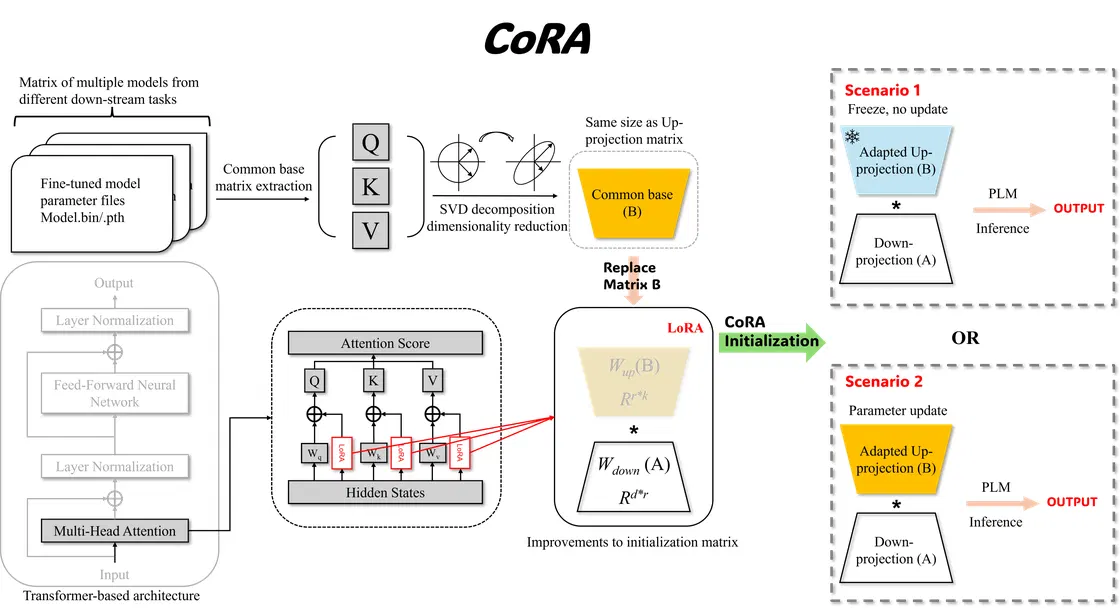 CoRA
Matrix of multiple models from
different down-stream tasks
Fine-tuned model
parameter files
Model.bin/.pth
Common base
matrix extraction
Q
K
V
SVD decomposition
dimensionality reduction
Same size as Up-
projection matrix
Common base
(B)
Replace
Matrix B
Output
Layer Normalization
Feed-Forward Neural
Network
Layer Normalization
Multi-Head Attention
Input
Transformer-based architecture
Attention Score
Q
K
V
Wq
LoRA
Wk
LoRA
Wv
LoRA
Hidden States
LoRA
Wup(B)
Rr*k
*
Wdown (A)
Rd*r
Improvements to initialization matrix
CoRA
Initialization
Scenario 1
Freeze, no update
Adapted Up-
projection (B)
*
Down-
projection (A)
PLM
Inference
OUTPUT
OR
Scenario 2
Parameter update
Adapted Up-
projection (B)
*
Down-
projection (A)
PLM
Inference
OUTPUT